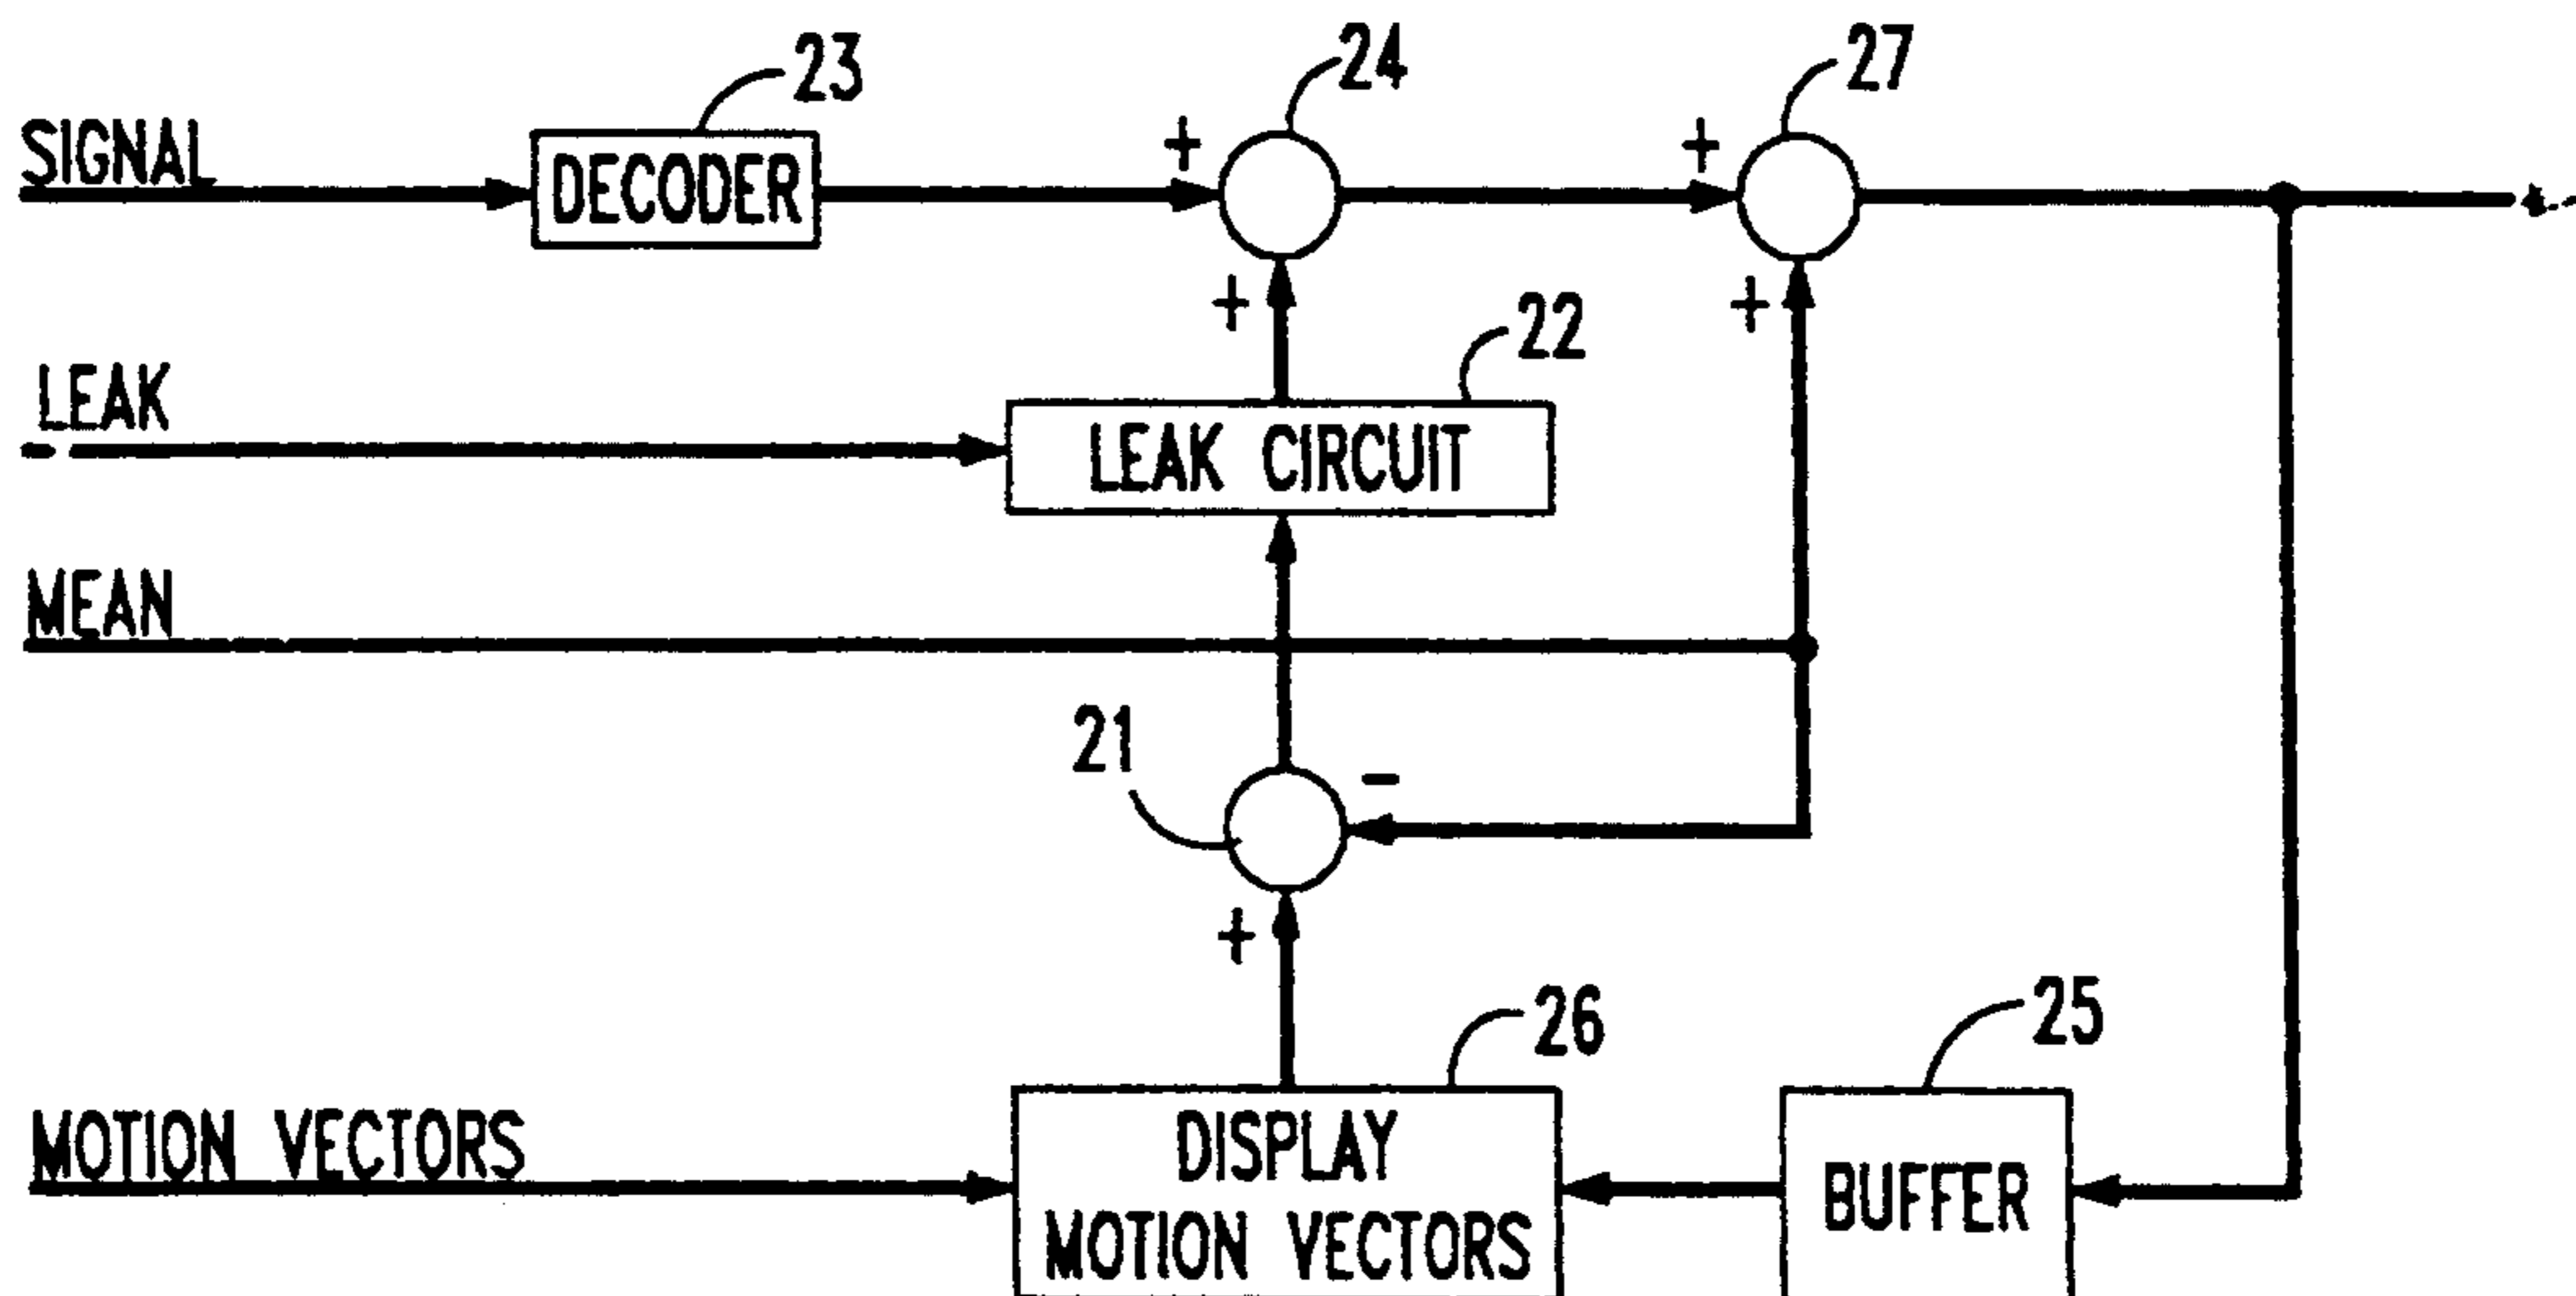 23
24
27
SIGNAL
+
+
DECODER
+
+
22
LEAK
LEAK CIRCUIT
MEAN
21
-
+
26
25
MOTION VECTORS
DISPLAY
MOTION VECTORS
BUFFER